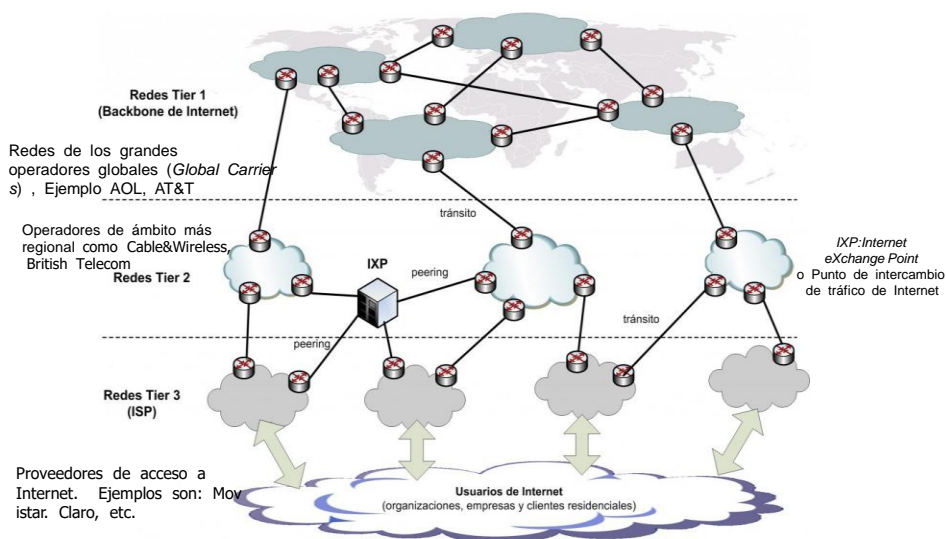 Redes Tier 1
(Backbone de Internet)
Redes de los grandes
operadores globales (Global Carrier
s) , Ejemplo AOL, AT&T
tránsito
Operadores de ámbito más
regional como Cable&Wireless,
British Telecom
Redes Tier 2
IXP
peering
IXP:Internet
eXchange Point
o Punto de intercambio
de tráfico de Internet
tránsito
peering
Redes Tier 3
(ISP)
Proveedores de acceso a
Internet. Ejemplos son: Mov
istar. Claro, etc.
Usuarios de Internet
(organizaciones, empresas y clientes residenciales)